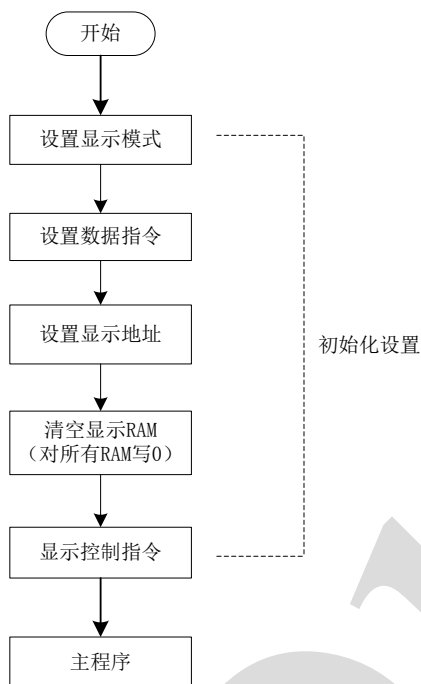 开始
设置显示模式
设置数据指令
设置显示地址
初始化设置
清空显示RAM
（对所有RAM写0）
显示控制指令
主程序